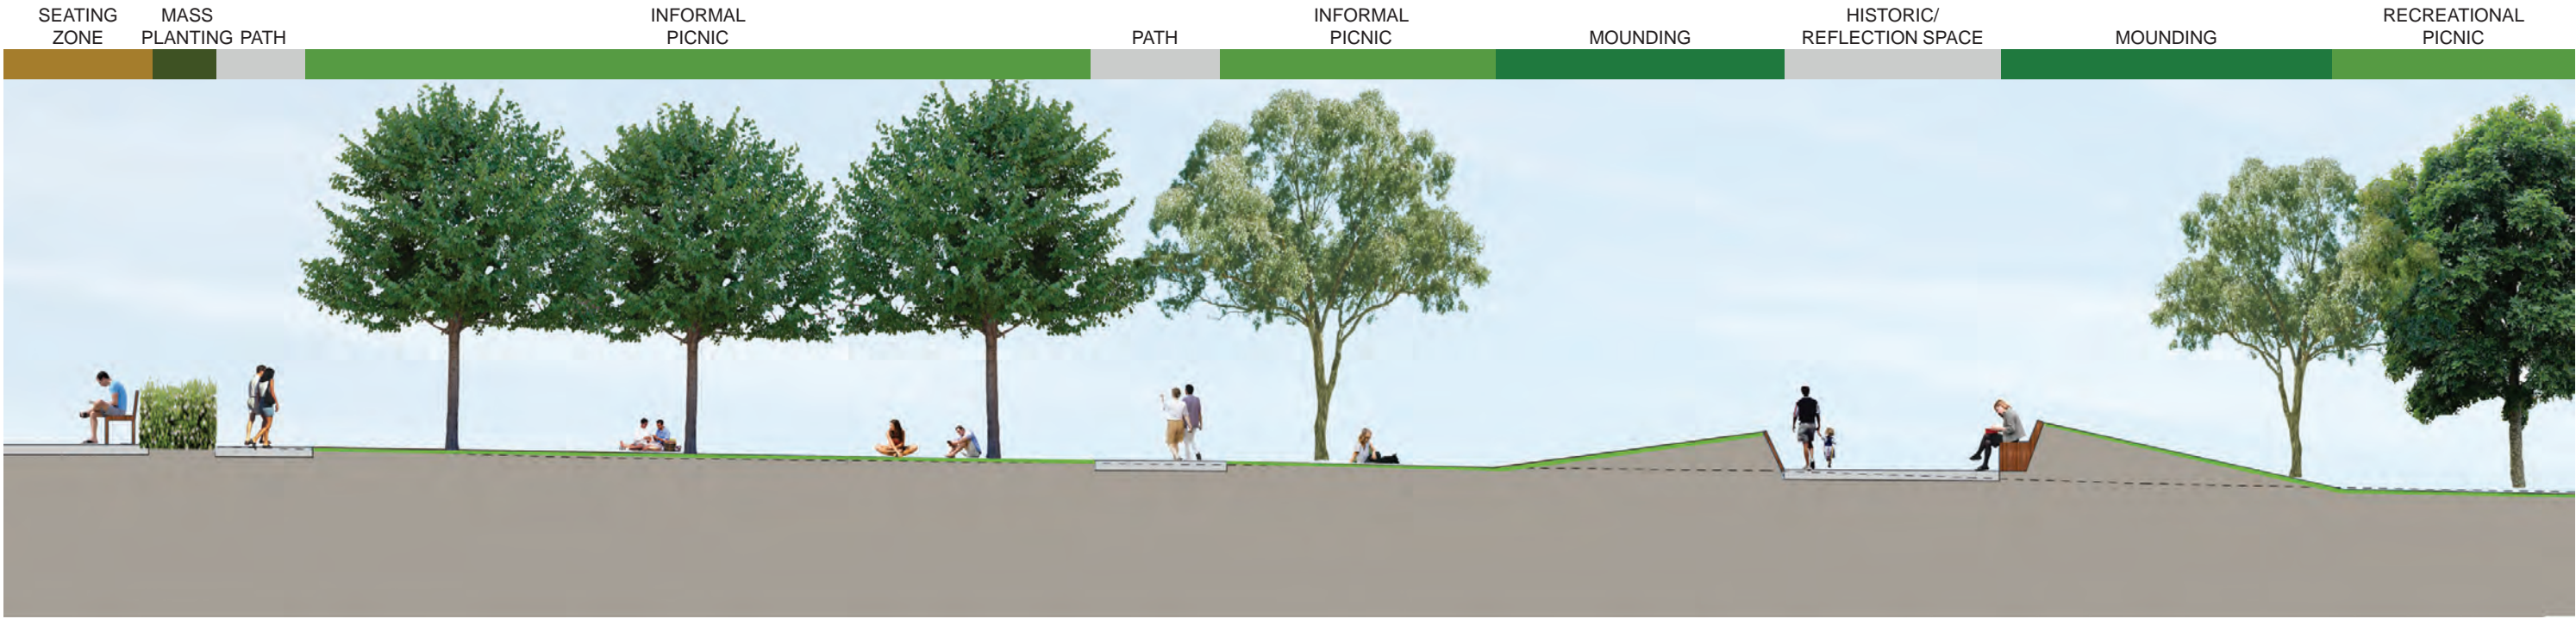 SEATING
ZONE
MASS
PLANTING
PATH
INFORMAL
PICNIC
PATH
INFORMAL
PICNIC
MOUNDING
HISTORIC/
REFLECTION SPACE
MOUNDING
RECREATIONAL
PICNIC